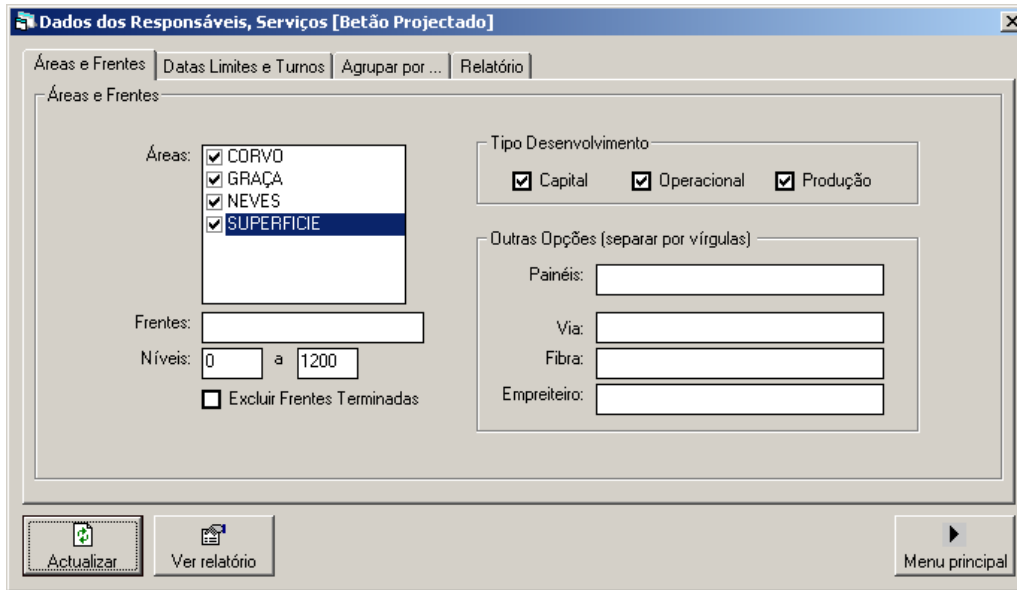 Dados dos Responsáveis, Serviços [Betão Projectado]
Áreas e Frentes Datas Limites e Turnos Agrupar por ... Relatório
Áreas e Frentes
Áreas:
CORVO
GRAÇA
NEVES
SUPERFICIE
Frentes:
Níveis: 0 a 1200
Excluir Frentes Terminadas
Tipo Desenvolvimento
Capital Operacional Produção
Outras Opções (separar por vírgulas)
Painéis:
Via:
Fibra:
Empreiteiro:
Actualizar Ver relatório Menu principal